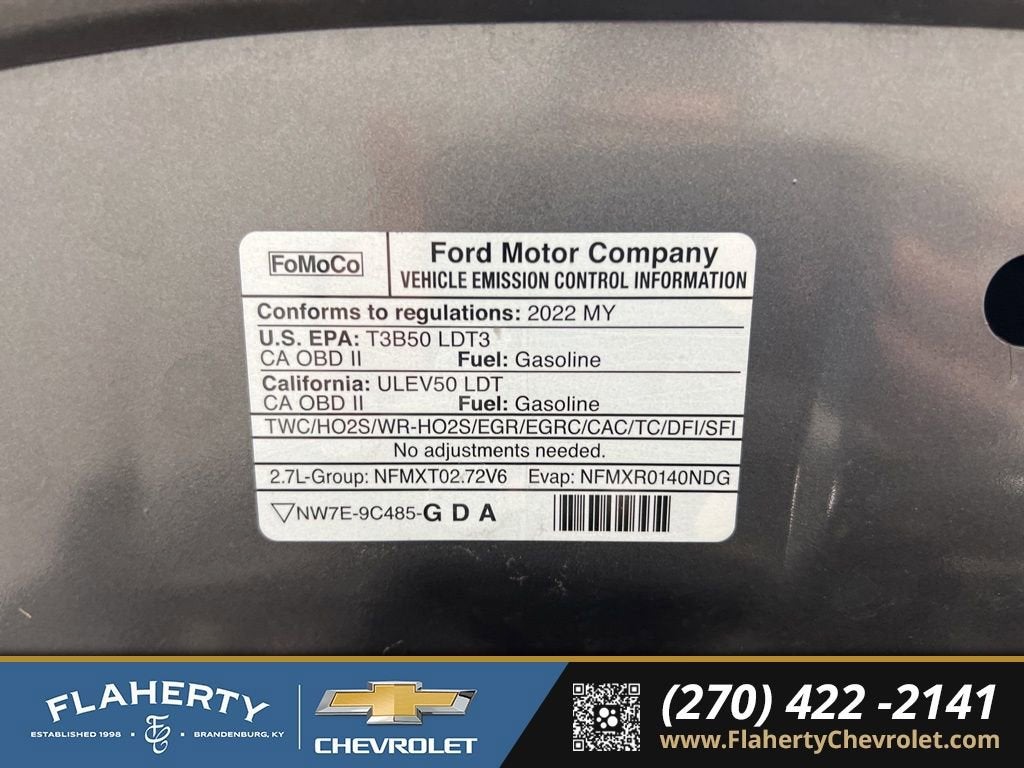 FoMoCo
Ford Motor Company
VEHICLE EMISSION CONTROL INFORMATION
Conforms to regulations: 2022 MY
U.S. EPA: T3B50 LDT3
CA OBD II Fuel: Gasoline
California: ULEV50 LDT
CA OBD II Fuel: Gasoline
TWC/HO2S/WR-HO2S/EGR/EGRC/CAC/TC/DFI/SFI
No adjustments needed.
2.7L-Group: NFMXT02.72V6 Evap: NFMXR0140NDG
NW7E-9C485-G D A
FLAHERTY
ESTABLISHED 1998 • FC • BRANDENBURG, KY
CHEVROLET
(270) 422 -2141
www.FlahertyChevrolet.com